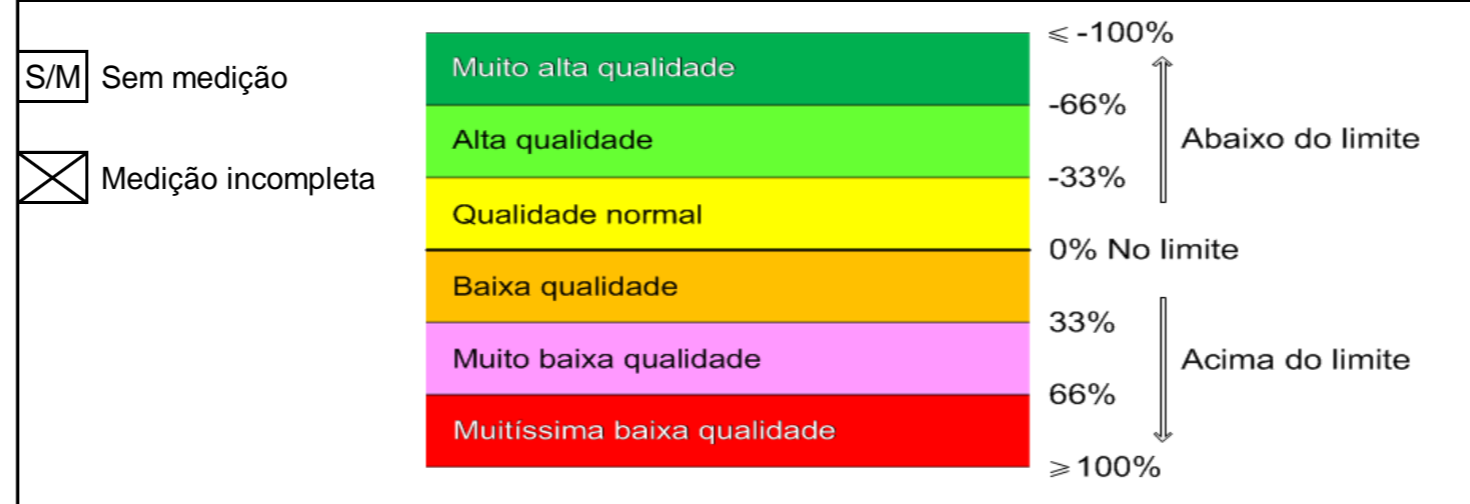 S/M Sem medição
Medição incompleta
Muito alta qualidade
Alta qualidade
Qualidade normal
Baixa qualidade
Muito baixa qualidade
Muitíssima baixa qualidade
⩽ -100%
-66%
-33%
0% No limite
33%
66%
⩾ 100%
Abaixo do limite
Acima do limite